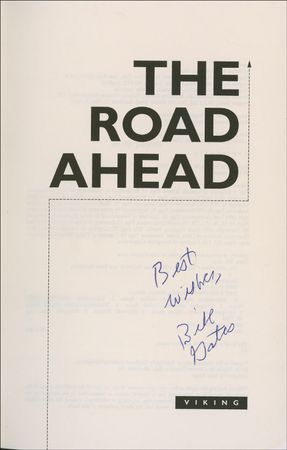 THE
ROAD
AHEAD
Best
wishes,
Bill
Gates
VIKING